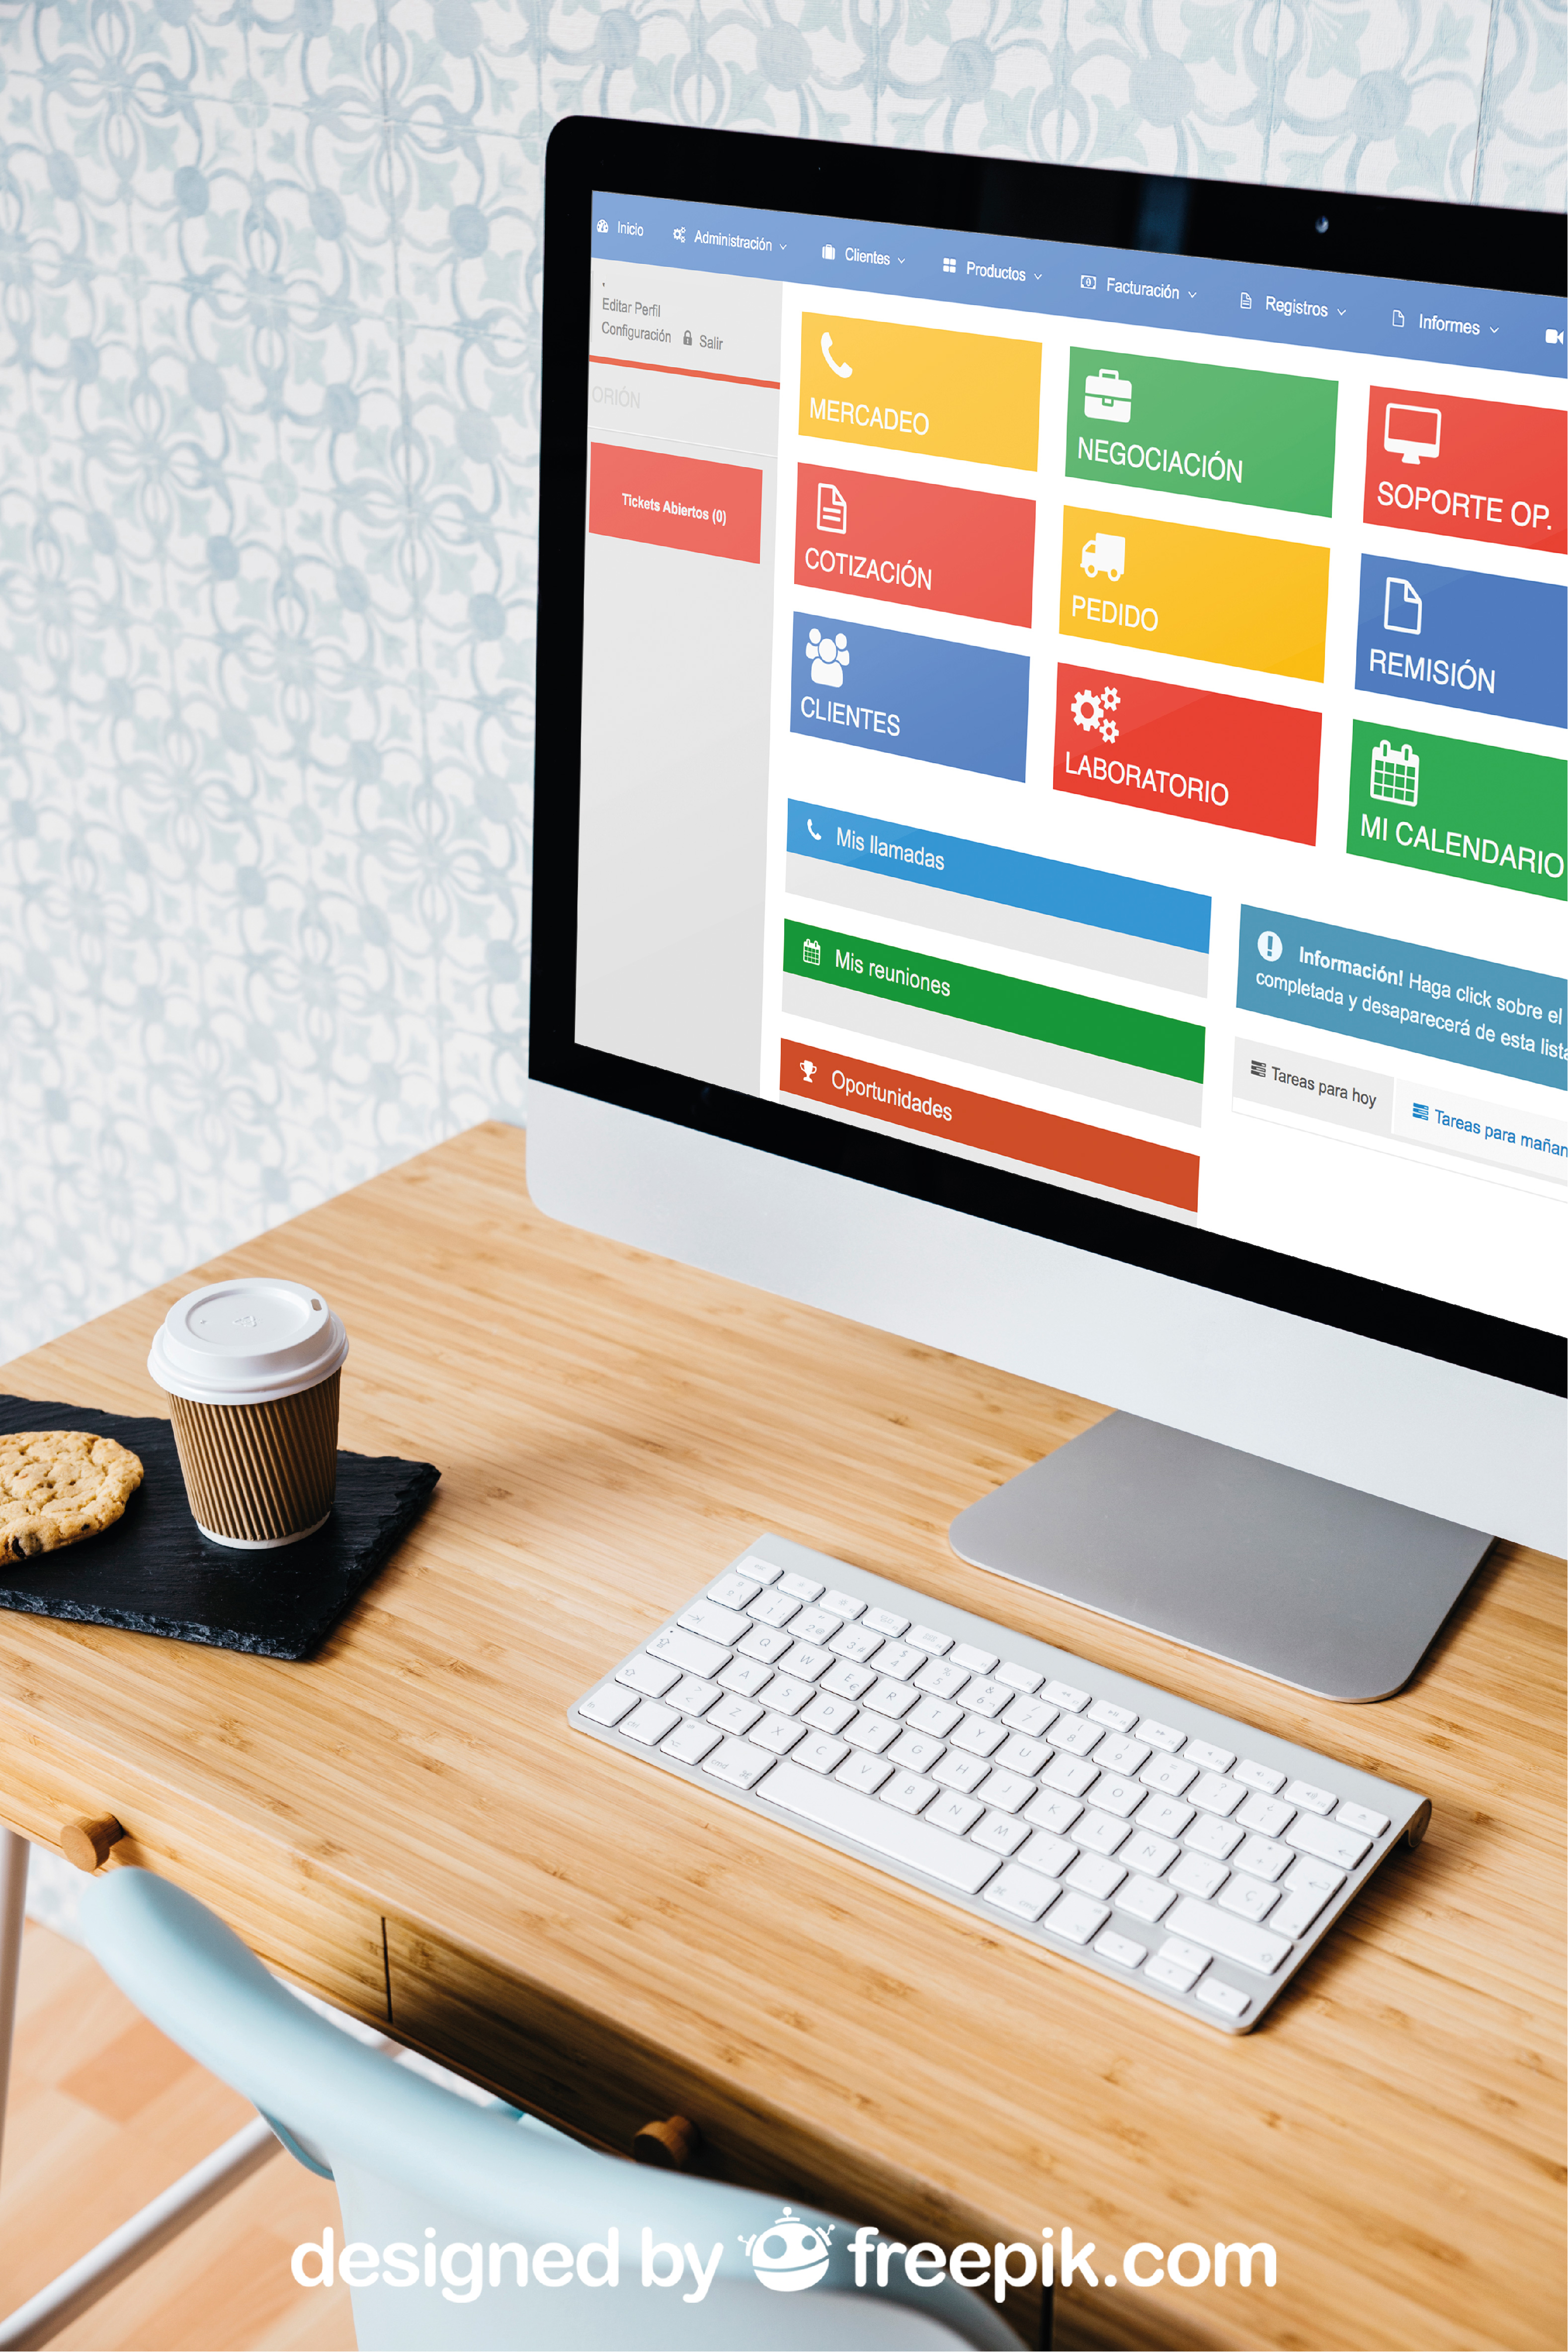 Inicio
Administración
Clientes
Productos
Facturación
Registros
Informes
Editar Perfil
Configuración Salir
ORIÓN
Tickets Abiertos (0)
MERCADEO
NEGOCIACIÓN
SOPORTE OP.
COTIZACIÓN
PEDIDO
REMISIÓN
CLIENTES
LABORATORIO
MI CALENDARIO
Mis llamadas
Mis reuniones
Oportunidades
Información! Haga click sobre el
completada y desaparecerá de esta lista
Tareas para hoy
Tareas para mañan
Q W E R T Y U I O P
A S D F G H J K L Ñ
Z X C V B N M
designed by freepik.com